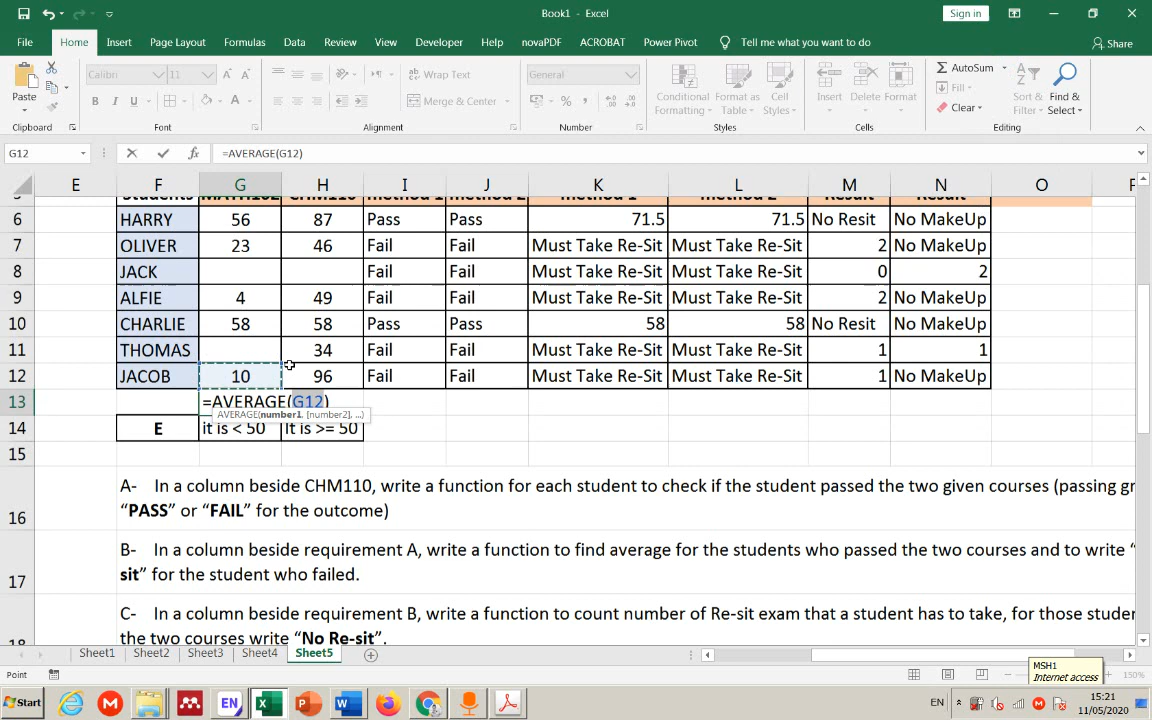 Book1 - Excel
Sign in
File Home Insert Page Layout Formulas Data Review View Developer Help novaPDF ACROBAT Power Pivot Tell me what you want to do Share
Paste
Calibri 11
Wrap Text
General
Conditional Formatting
Format as Table
Cell Styles
Insert Delete Format
AutoSum
Fill
Clear
Sort & Filter
Find & Select
B I U
Merge & Center
Clipboard Font Alignment Number Styles Cells Editing
G12 fx =AVERAGE(G12)
E F G H I J K L M N O
Students MATH102 CHM110 method 1 method 2 method 1 method 2 Result Result
6 HARRY 56 87 Pass Pass 71.5 71.5 No Resit No MakeUp
7 OLIVER 23 46 Fail Fail Must Take Re-Sit Must Take Re-Sit 2 No MakeUp
8 JACK Fail Fail Must Take Re-Sit Must Take Re-Sit 0 2
9 ALFIE 4 49 Fail Fail Must Take Re-Sit Must Take Re-Sit 2 No MakeUp
10 CHARLIE 58 58 Pass Pass 58 58 No Resit No MakeUp
11 THOMAS 34 Fail Fail Must Take Re-Sit Must Take Re-Sit 1 1
12 JACOB 10 96 Fail Fail Must Take Re-Sit Must Take Re-Sit 1 No MakeUp
13 =AVERAGE(G12)
AVERAGE(number1, [number2], ...)
14 E it is < 50 It is >= 50
15
A- In a column beside CHM110, write a function for each student to check if the student passed the two given courses (passing gr
16 “PASS” or “FAIL” for the outcome)
B- In a column beside requirement A, write a function to find average for the students who passed the two courses and to write “
17 sit” for the student who failed.
C- In a column beside requirement B, write a function to count number of Re-sit exam that a student has to take, for those studer
18 the two courses write “No Re-sit”.
Sheet1 Sheet2 Sheet3 Sheet4 Sheet5
Point
MSH1
Internet access
150%
Start
EN
EN
15:21
11/05/2020